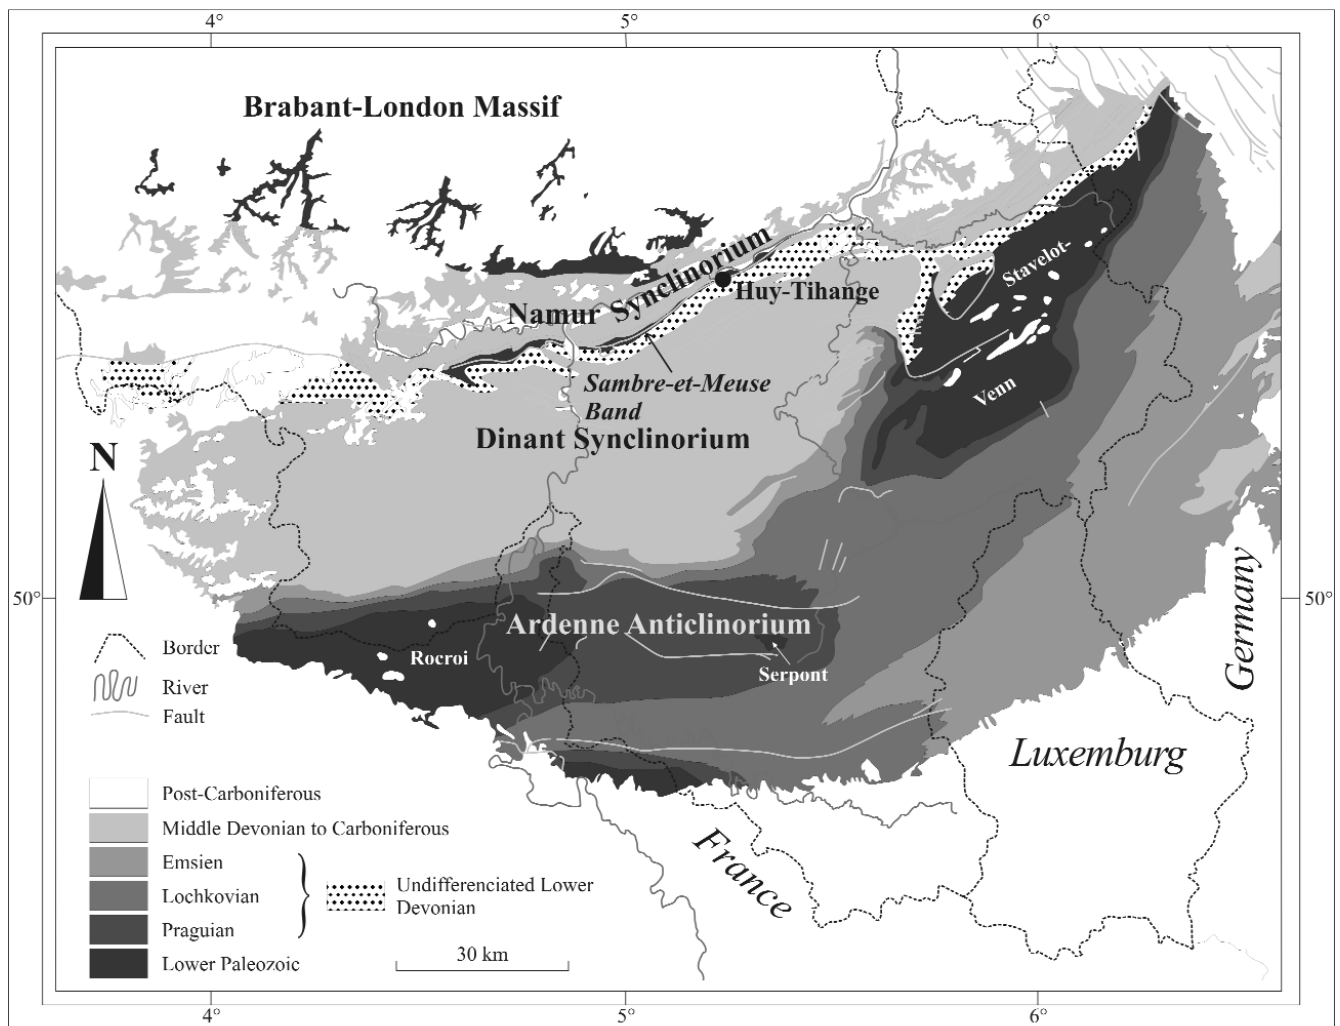 4°
5°
6°
Brabant-London Massif
Stavelot-
Venn
Namur Synclinorium
Huy-Tihange
Sambre-et-Meuse
Band
Dinant Synclinorium
N
50°
50°
Ardenne Anticlinorium
Rocroi
Serpont
Germany
Luxemburg
France
Border
River
Fault
Post-Carboniferous
Middle Devonian to Carboniferous
Emsien
Lochkovian
Praguian
Lower Paleozoic
Undifferenciated Lower
Devonian
30 km
4°
5°
6°